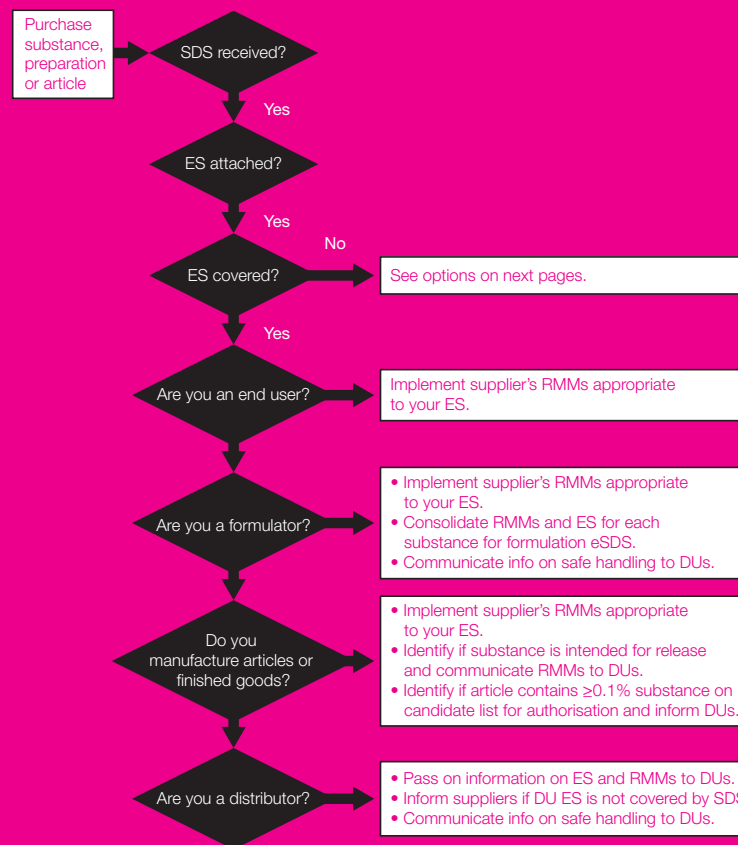 Purchase
substance,
preparation
or article
SDS received?
Yes
ES attached?
Yes
No
ES covered?
See options on next pages.
Yes
Are you an end user?
Implement supplier's RMMs appropriate
to your ES.
Are you a formulator?
• Implement supplier's RMMs appropriate
to your ES.
• Consolidate RMMs and ES for each
substance for formulation eSDS.
• Communicate info on safe handling to DUs.
Do you
manufacture articles or
finished goods?
• Implement supplier's RMMs appropriate
to your ES.
• Identify if substance is intended for release
and communicate RMMs to DUs.
• Identify if article contains ≥0.1% substance on
candidate list for authorisation and inform DUs.
Are you a distributor?
• Pass on information on ES and RMMs to DUs.
• Inform suppliers if DU ES is not covered by SDS
• Communicate info on safe handling to DUs.